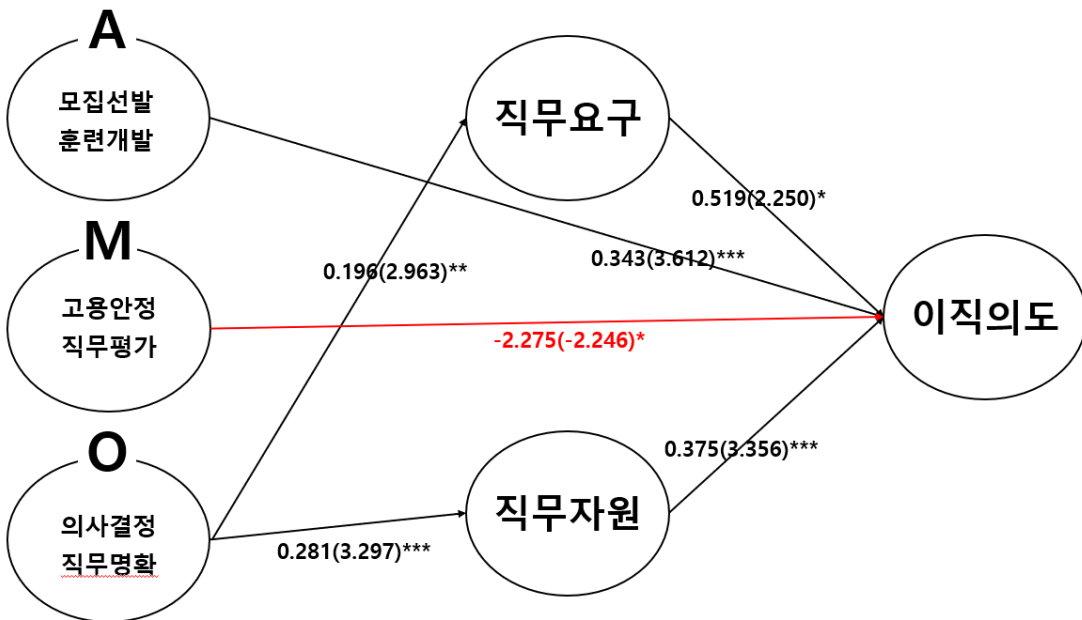 A
모집선발
훈련개발
직무요구
0.519(2.250)*
0.343(3.612)***
0.196(2.963)**
M
고용안정
직무평가
-2.275(-2.246)*
이직의도
O
의사결정
직무명확
0.281(3.297)***
직무자원
0.375(3.356)***